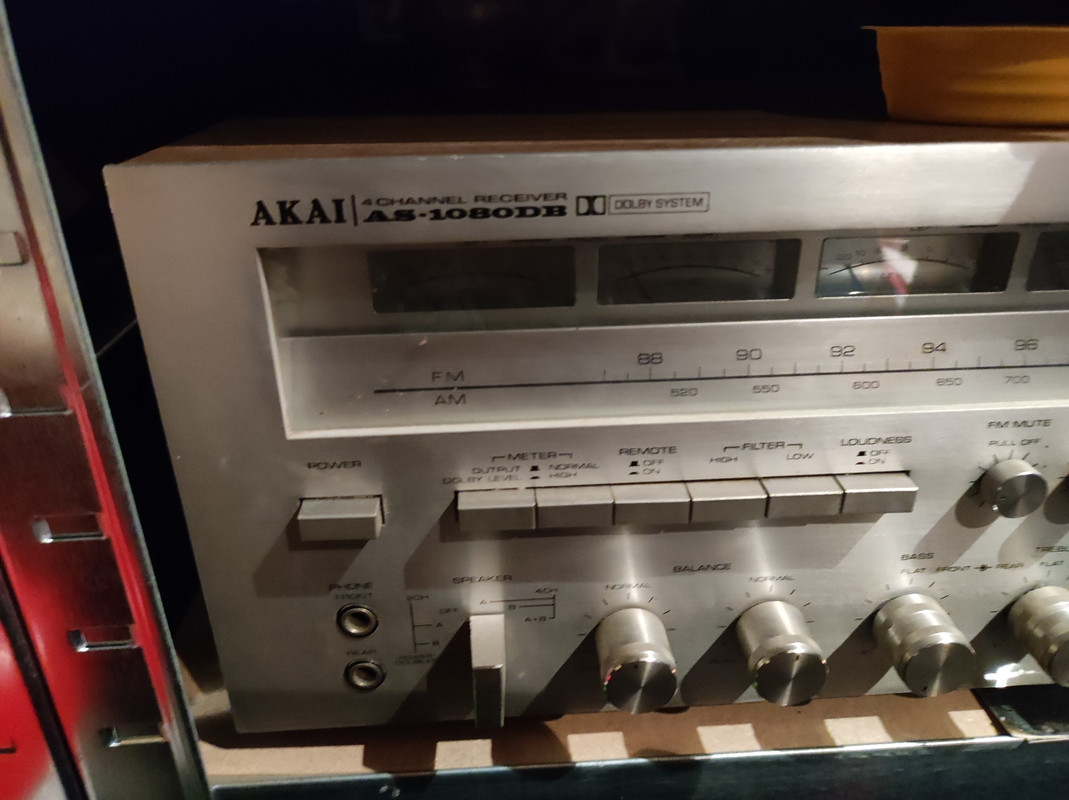 AKAI 4 CHANNEL RECEIVER
AS-1080DB DOLBY SYSTEM
88 90 92 94 96
FM
AM
520 550 600 650 700
POWER
METER
OUTPUT NORMAL
DOLBY LEVEL HIGH
REMOTE
OFF
ON
FILTER
HIGH LOW
LOUDNESS
OFF
ON
FM MUTE
PULL OFF
PHONE
FRONT
REAR
SPEAKER
2CH OFF A 4CH
A B
B A+B
NORMAL
BALANCE
NORMAL
BASS
FLAT FRONT REAR
FLAT